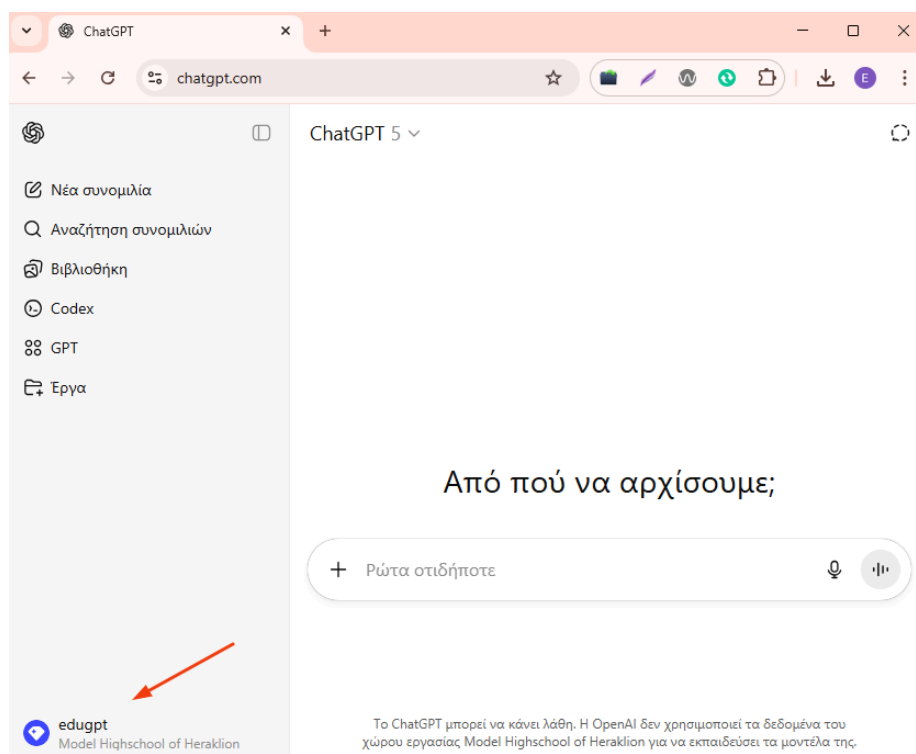 ChatGPT
chatgpt.com
E
ChatGPT 5
Νέα συνομιλία
Αναζήτηση συνομιλιών
Βιβλιοθήκη
Codex
GPT
Έργα
Από πού να αρχίσουμε;
Ρώτα οτιδήποτε
edugpt
Model Highschool of Heraklion
Το ChatGPT μπορεί να κάνει λάθη. Η OpenAI δεν χρησιμοποιεί τα δεδομένα του
χώρου εργασίας Model Highschool of Heraklion για να εκπαιδεύσει τα μοντέλα της.